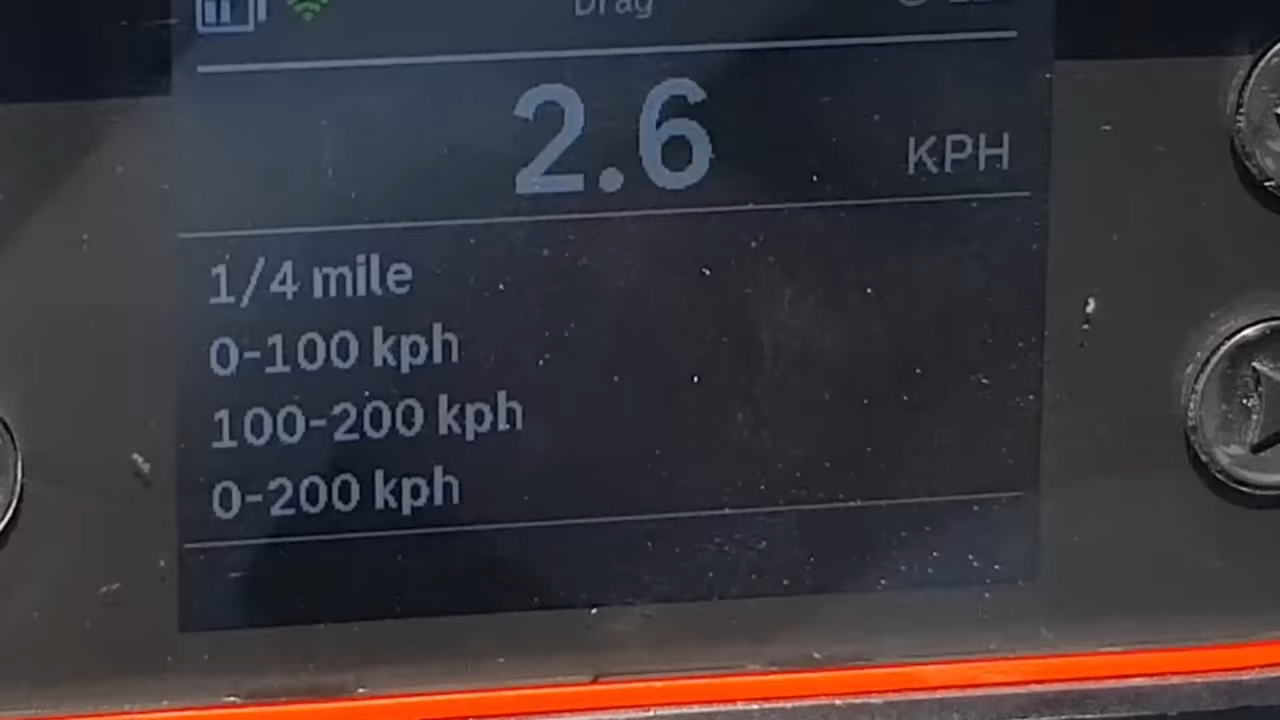 Drag
2.6 KPH
1/4 mile
0-100 kph
100-200 kph
0-200 kph